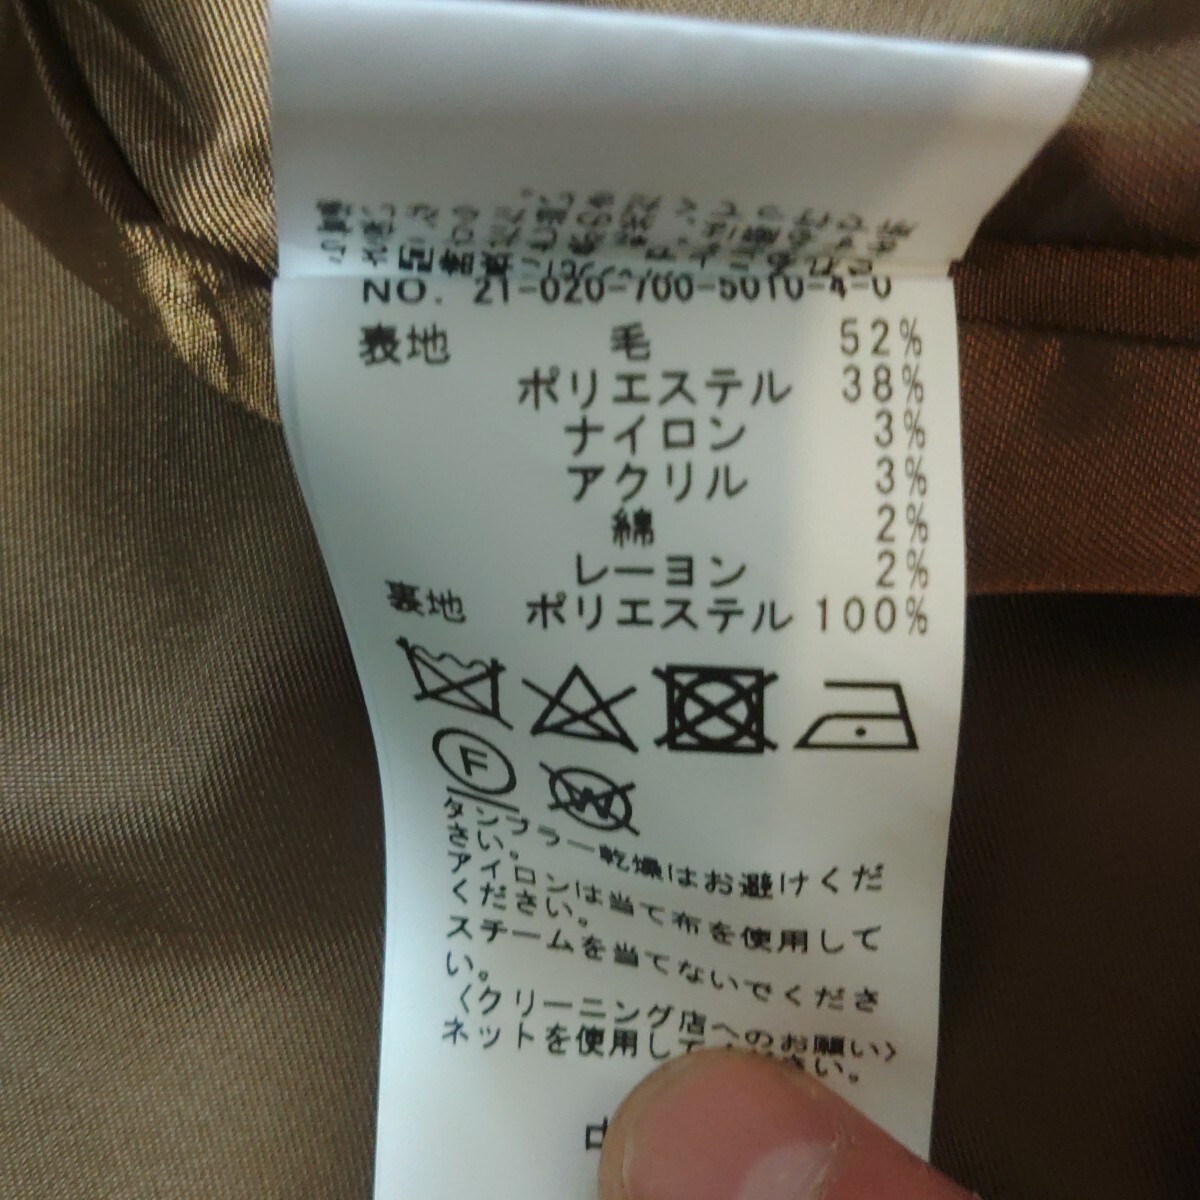 NO. 21-020-700-5010-4-0
表地 毛 52%
ポリエステル 38%
ナイロン 3%
アクリル 3%
綿 2%
レーヨン 2%
裏地 ポリエステル 100%
F W
タンブラー乾燥はお避けくだ
さい。
アイロンは当て布を使用して
ください。
スチームを当てないでくださ
い。
〈クリーニング店へのお願い〉
ネットを使用してください。